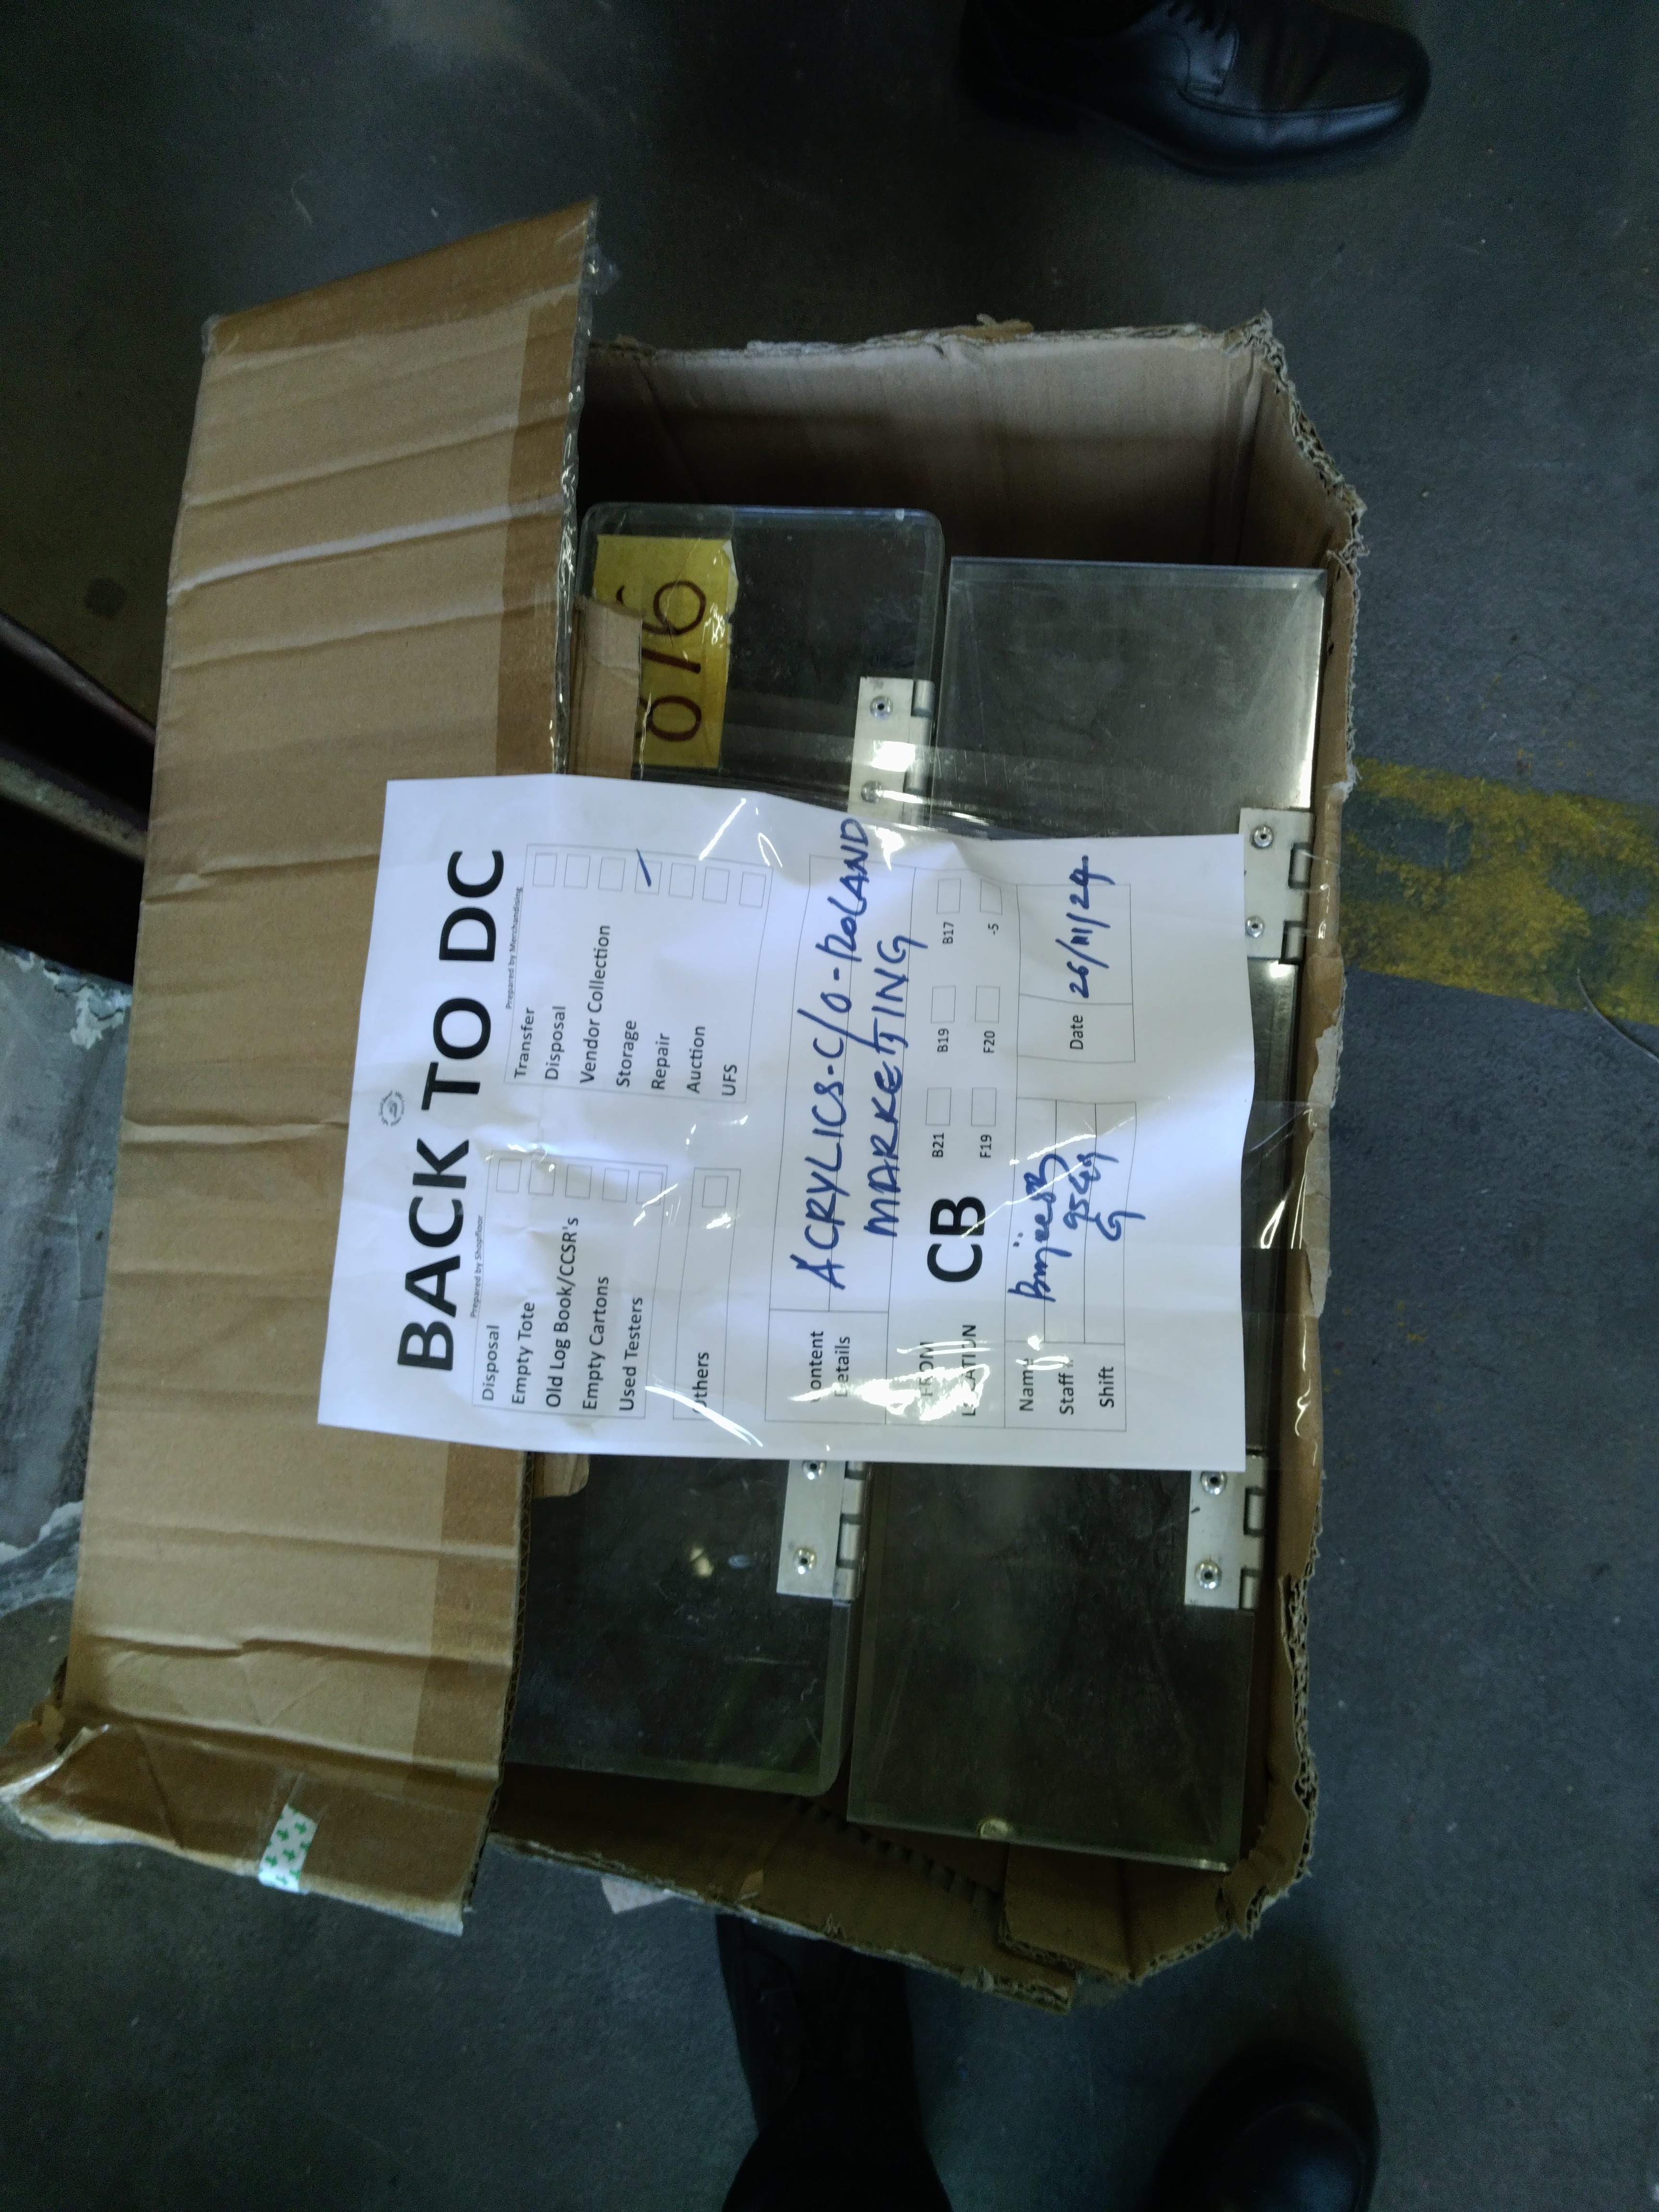 BACK TO DC
Prepared by Shopfloor
Prepared by Merchandising
Disposal
Empty Tote
Old Log Book/CCSR's
Empty Cartons
Used Testers
Others
Transfer
Disposal
Vendor Collection
Storage
Repair
Auction
UFS
Content Details
ACRYLICS-C/O-ROLAND
MARKETING
FROM LOCATION
CB
B21 B19 B17
F19 F20 -5
Name
Staff
Shift G
Date 26/11/24
016